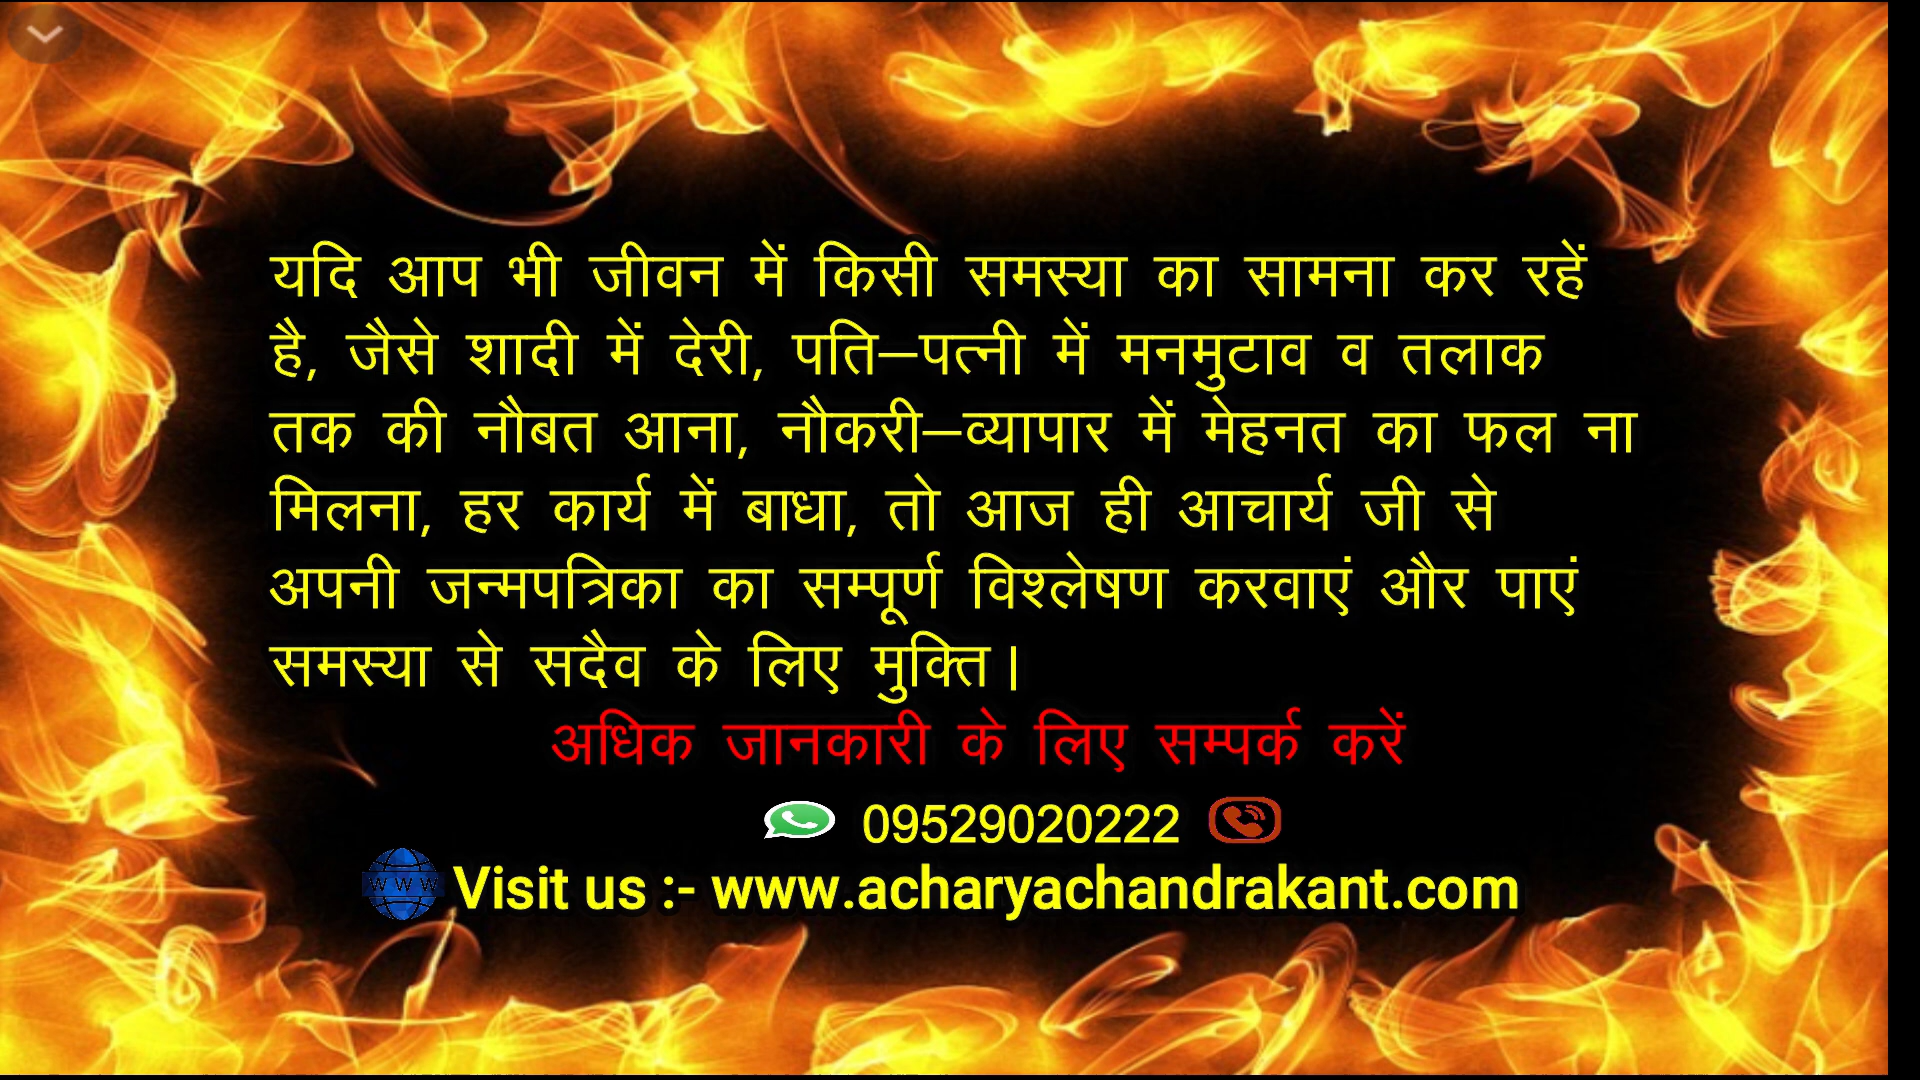 यदि आप भी जीवन में किसी समस्या का सामना कर रहें
है, जैसे शादी में देरी, पति–पत्नी में मनमुटाव व तलाक
तक की नौबत आना, नौकरी–व्यापार में मेहनत का फल ना
मिलना, हर कार्य में बाधा, तो आज ही आचार्य जी से
अपनी जन्मपत्रिका का सम्पूर्ण विश्लेषण करवाएं और पाएं
समस्या से सदैव के लिए मुक्ति।
अधिक जानकारी के लिए सम्पर्क करें
09529020222
WWW Visit us :- www.acharyachandrakant.com